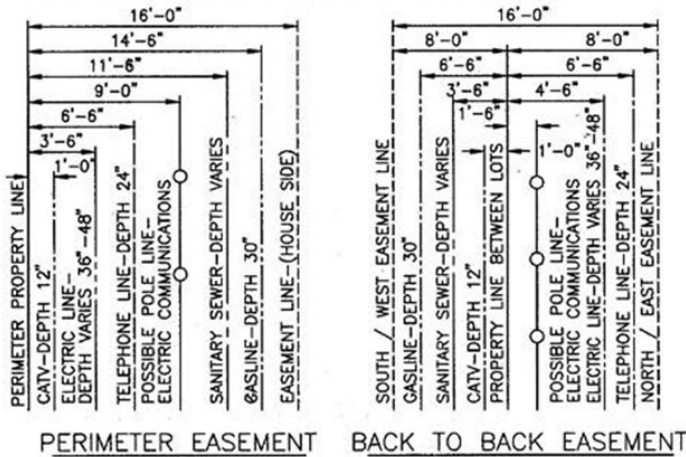 16'-0"
14'-6"
11'-6"
9'-0"
6'-6"
3'-6"
1'-0"
PERIMETER PROPERTY LINE
CATV-DEPTH 12"
ELECTRIC LINE-
DEPTH VARIES 36"-48"
TELEPHONE LINE-DEPTH 24"
POSSIBLE POLE LINE-
ELECTRIC COMMUNICATIONS
SANITARY SEWER-DEPTH VARIES
GASLINE-DEPTH 30"
EASEMENT LINE-(HOUSE SIDE)
PERIMETER EASEMENT
16'-0"
8'-0"
8'-0"
6'-6"
6'-6"
3'-6"
4'-6"
1'-6"
1'-0"
SOUTH / WEST EASEMENT LINE
GASLINE-DEPTH 30"
SANITARY SEWER-DEPTH VARIES
CATV-DEPTH 12"
PROPERTY LINE BETWEEN LOTS
POSSIBLE POLE LINE-
ELECTRIC COMMUNICATIONS
ELECTRIC LINE-DEPTH VARIES 36"-48"
TELEPHONE LINE-DEPTH 24"
NORTH / EAST EASEMENT LINE
BACK TO BACK EASEMENT